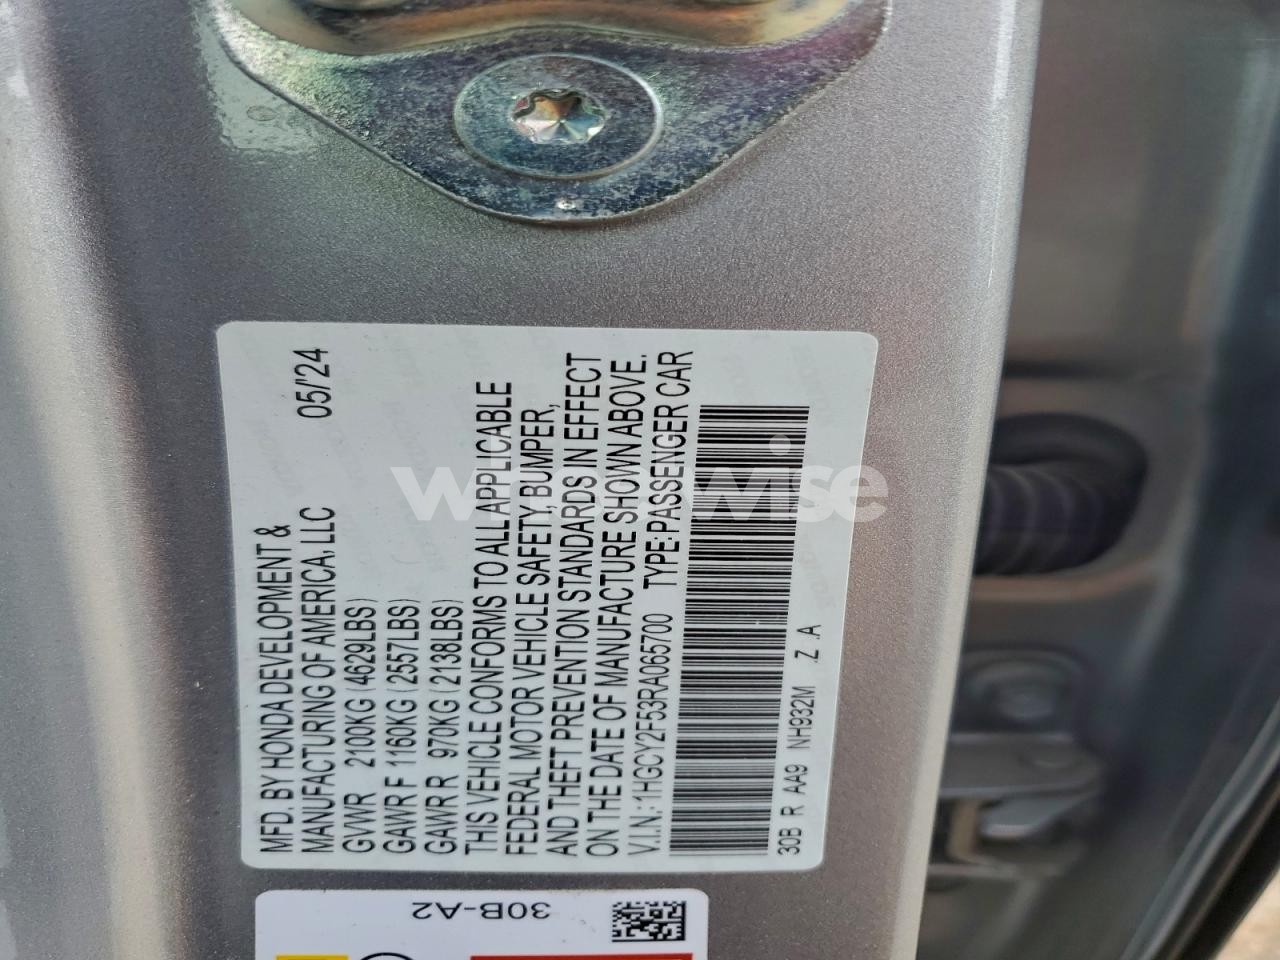 MFD. BY HONDA DEVELOPMENT &
MANUFACTURING OF AMERICA, LLC 05/'24
GVWR 2100KG (4629LBS)
GAWR F 1160KG (2557LBS)
GAWR R 970KG (2138LBS)
THIS VEHICLE CONFORMS TO ALL APPLICABLE
FEDERAL MOTOR VEHICLE SAFETY, BUMPER,
AND THEFT PREVENTION STANDARDS IN EFFECT
ON THE DATE OF MANUFACTURE SHOWN ABOVE.
V.I.N.: 1HGCY2F53RA065700 TYPE: PASSENGER CAR
30B R AA9 NH932M .Z .A
30B-A2